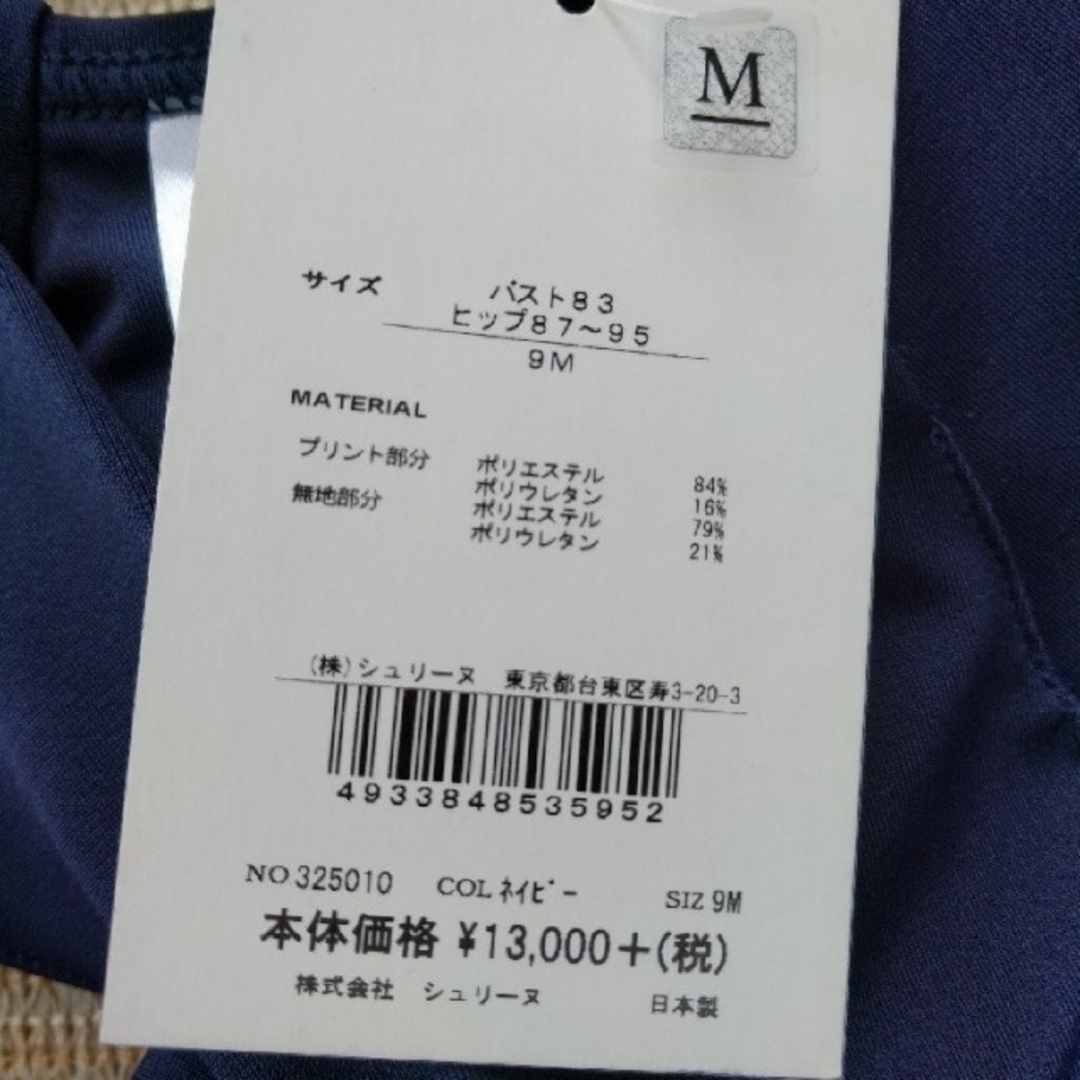 M
サイズ バスト83
ヒップ87～95
9M
MATERIAL
プリント部分 ポリエステル 84%
ポリウレタン 16%
無地部分 ポリエステル 79%
ポリウレタン 21%
(株)シュリーヌ 東京都台東区寿3-20-3
4933848535952
NO 325010 COL ネイビー SIZ 9M
本体価格 ¥13,000+(税)
株式会社 シュリーヌ 日本製